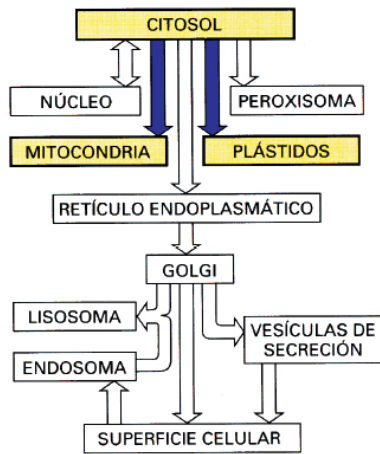 CITOSOL
NÚCLEO
PEROXISOMA
MITOCONDRIA
PLÁSTIDOS
RETÍCULO ENDOPLASMÁTICO
GOLGI
LISOSOMA
VESÍCULAS DE
SECRECIÓN
ENDOSOMA
SUPERFICIE CELULAR